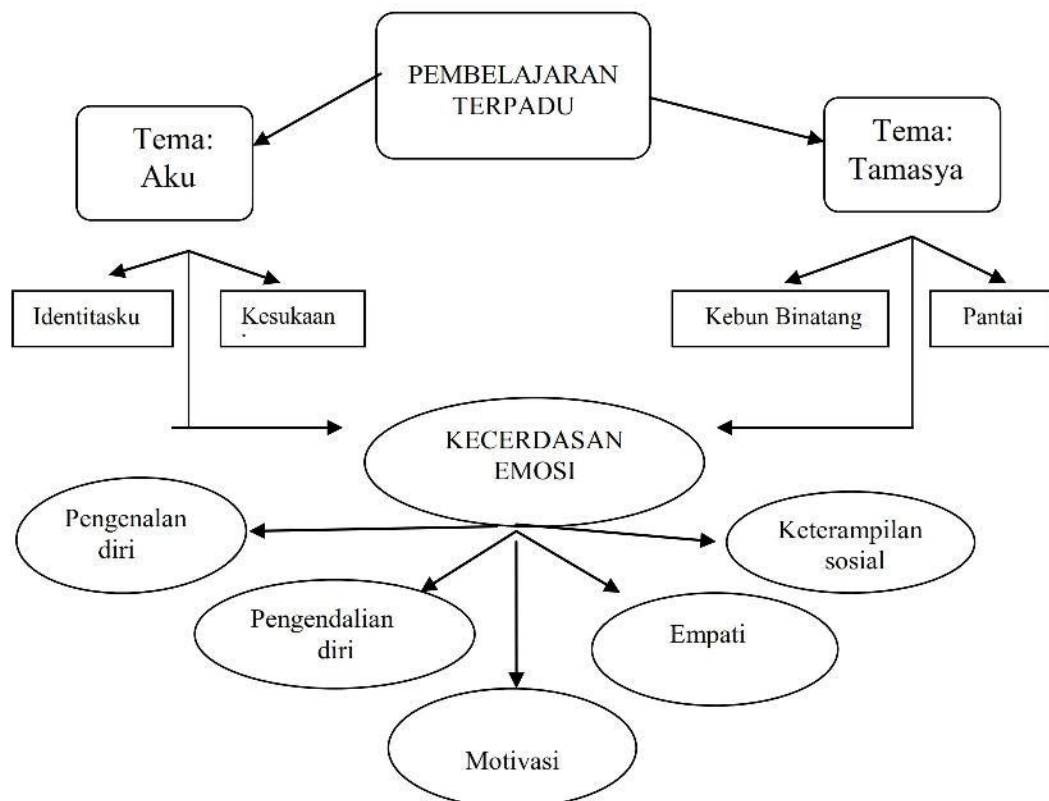 PEMBELAJARAN
TERPADU
Tema:
Aku
Tema:
Tamasya
Identitasku
Kesukaan
Kebun Binatang
Pantai
KECERDASAN
EMOSI
Pengenalan
diri
Keterampilan
sosial
Pengendalian
diri
Empati
Motivasi